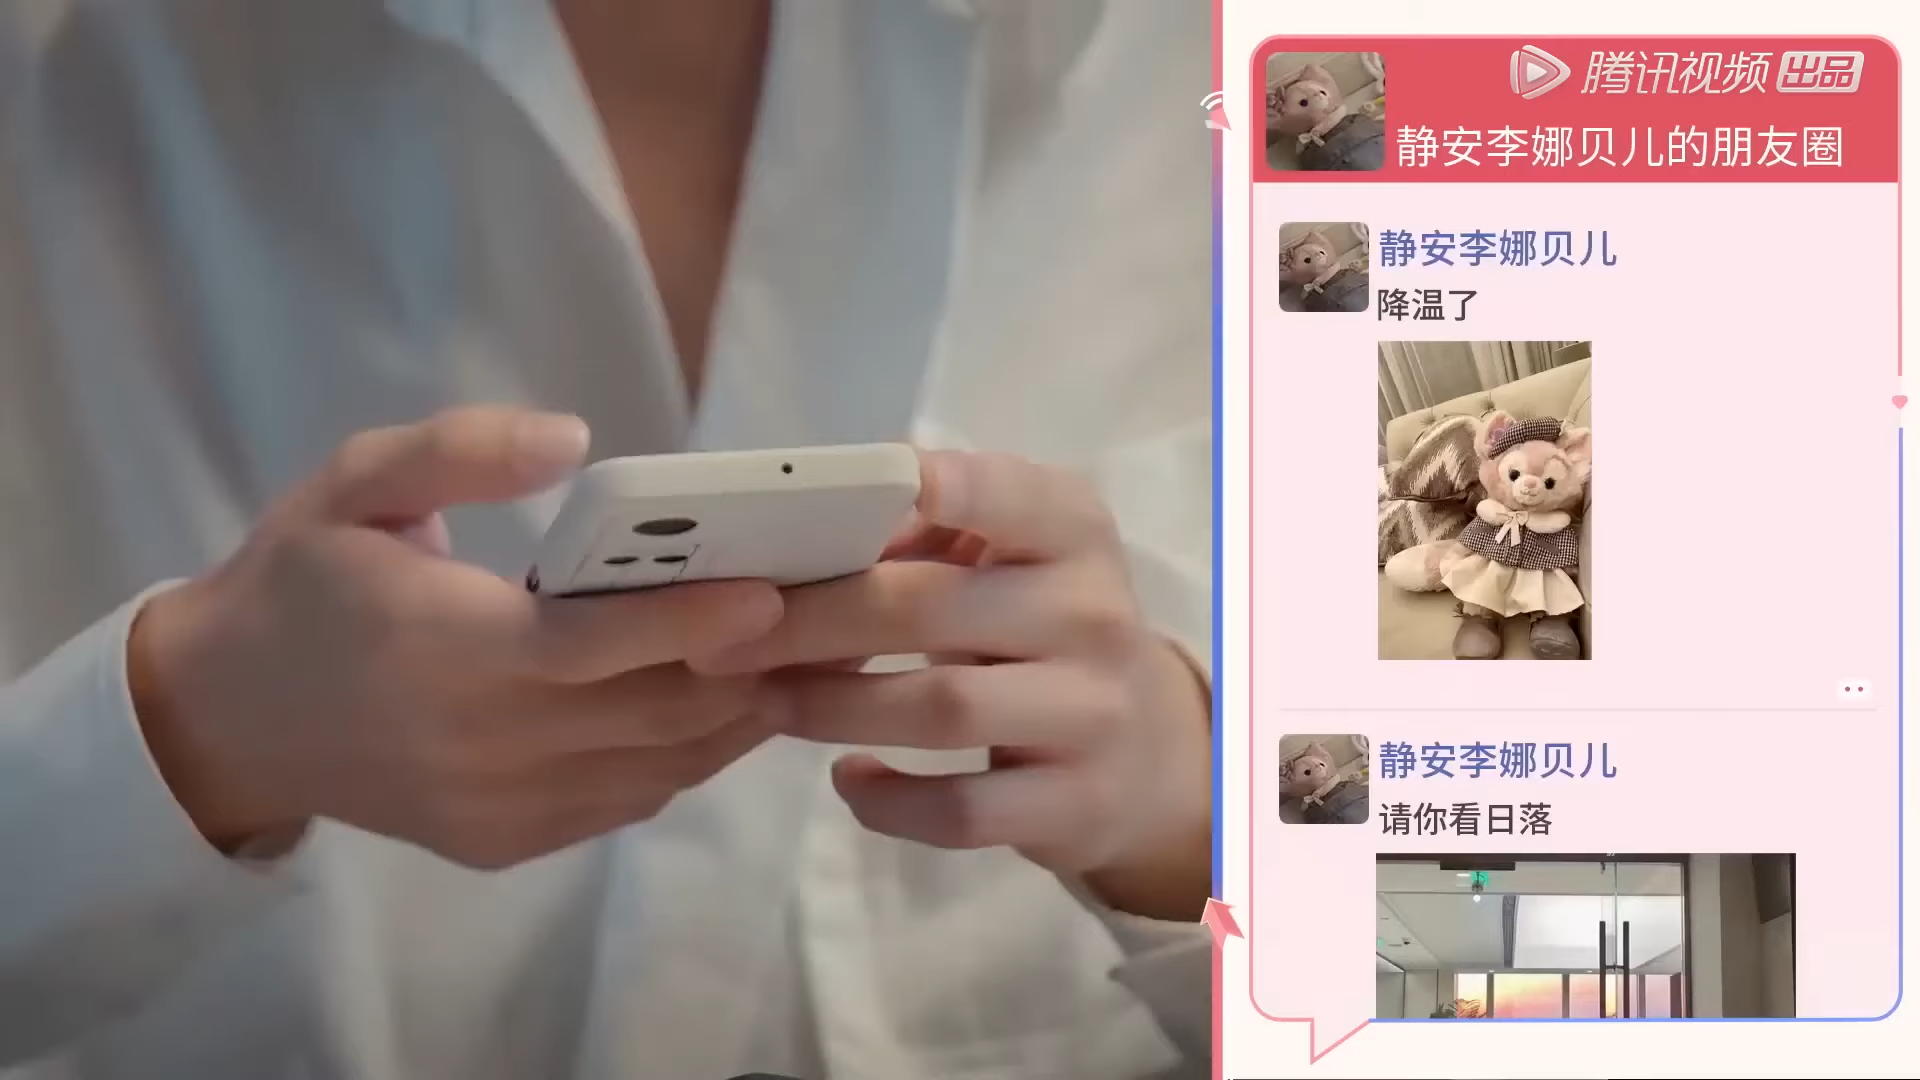 腾讯视频 出品
静安李娜贝儿的朋友圈
静安李娜贝儿
降温了
静安李娜贝儿
请你看日落